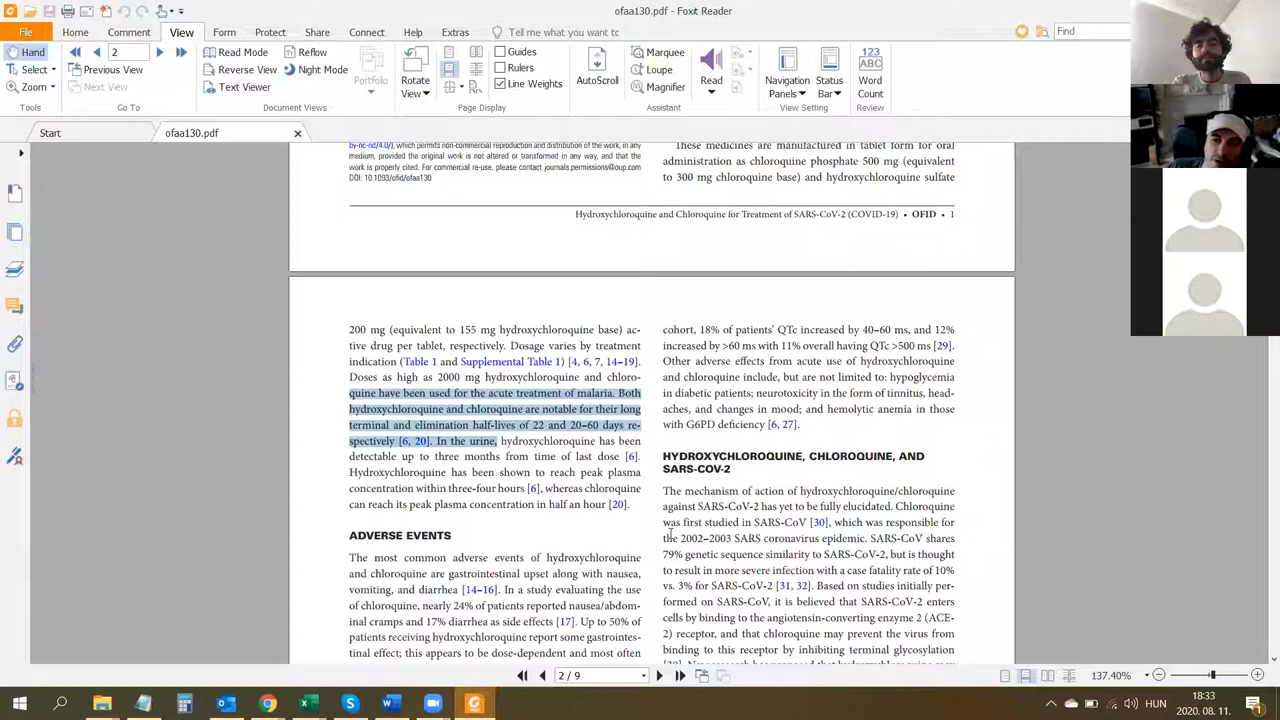 ofaa130.pdf - Foxit Reader
File
Home
Comment
View
Form
Protect
Share
Connect
Help
Extras
Tell me what you want to
Find
Hand
Select
Zoom
Tools
2
Previous View
Next View
Go To
Read Mode
Reverse View
Text Viewer
Reflow
Night Mode
Document Views
Portfolio
Rotate
View
Page Display
Guides
Rulers
Line Weights
AutoScroll
Marquee
Loupe
Magnifier
Assistant
Read
Navigation
Panels
Status
Bar
View Setting
123
ABC
Word
Count
Review
Start
ofaa130.pdf
by-nc-nd/4.0/), which permits non-commercial reproduction and distribution of the work, in any
medium, provided the original work is not altered or transformed in any way, and that the
work is properly cited. For commercial re-use, please contact journals.permissions@oup.com
DOI: 10.1093/ofid/ofaa130
These medicines are manufactured in tablet form for oral
administration as chloroquine phosphate 500 mg (equivalent
to 300 mg chloroquine base) and hydroxychloroquine sulfate
Hydroxychloroquine and Chloroquine for Treatment of SARS-CoV-2 (COVID-19) • OFID • 1
200 mg (equivalent to 155 mg hydroxychloroquine base) ac-
tive drug per tablet, respectively. Dosage varies by treatment
indication (Table 1 and Supplemental Table 1) [4, 6, 7, 14–19].
Doses as high as 2000 mg hydroxychloroquine and chloro-
quine have been used for the acute treatment of malaria. Both
hydroxychloroquine and chloroquine are notable for their long
terminal and elimination half-lives of 22 and 20–60 days re-
spectively [6, 20]. In the urine, hydroxychloroquine has been
detectable up to three months from time of last dose [6].
Hydroxychloroquine has been shown to reach peak plasma
concentration within three-four hours [6], whereas chloroquine
can reach its peak plasma concentration in half an hour [20].
ADVERSE EVENTS
The most common adverse events of hydroxychloroquine
and chloroquine are gastrointestinal upset along with nausea,
vomiting, and diarrhea [14–16]. In a study evaluating the use
of chloroquine, nearly 24% of patients reported nausea/abdom-
inal cramps and 17% diarrhea as side effects [17]. Up to 50% of
patients receiving hydroxychloroquine report some gastrointes-
tinal effect; this appears to be dose-dependent and most often
cohort, 18% of patients' QTc increased by 40–60 ms, and 12%
increased by >60 ms with 11% overall having QTc >500 ms [29].
Other adverse effects from acute use of hydroxychloroquine
and chloroquine include, but are not limited to: hypoglycemia
in diabetic patients; neurotoxicity in the form of tinnitus, head-
aches, and changes in mood; and hemolytic anemia in those
with G6PD deficiency [6, 27].
HYDROXYCHLOROQUINE, CHLOROQUINE, AND
SARS-COV-2
The mechanism of action of hydroxychloroquine/chloroquine
against SARS-CoV-2 has yet to be fully elucidated. Chloroquine
was first studied in SARS-CoV [30], which was responsible for
the 2002–2003 SARS coronavirus epidemic. SARS-CoV shares
79% genetic sequence similarity to SARS-CoV-2, but is thought
to result in more severe infection with a case fatality rate of 10%
vs. 3% for SARS-CoV-2 [31, 32]. Based on studies initially per-
formed on SARS-CoV, it is believed that SARS-CoV-2 enters
cells by binding to the angiotensin-converting enzyme 2 (ACE-
2) receptor, and that chloroquine may prevent the virus from
binding to this receptor by inhibiting terminal glycosylation
2 / 9
137.40%
HUN
18:33
2020. 08. 11.